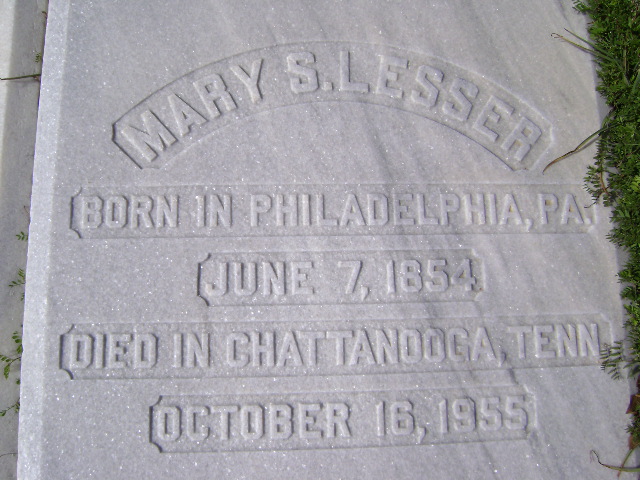 MARY S. LESSER
BORN IN PHILADELPHIA, PA.
JUNE 7, 1854
DIED IN CHATTANOOGA, TENN.
OCTOBER 16, 1955